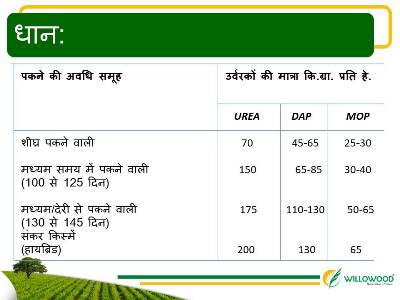 धान:
पकने की अवधि समूह उर्वरकों की मात्रा कि.ग्रा. प्रति हे.
UREA DAP MOP
शीघ्र पकने वाली 70 45-65 25-30
मध्यम समय में पकने वाली 150 65-85 30-40
(100 से 125 दिन)
मध्यम/देरी से पकने वाली 175 110-130 50-65
(130 से 145 दिन)
संकर किस्में
(हायब्रिड) 200 130 65
WILLOWOOD